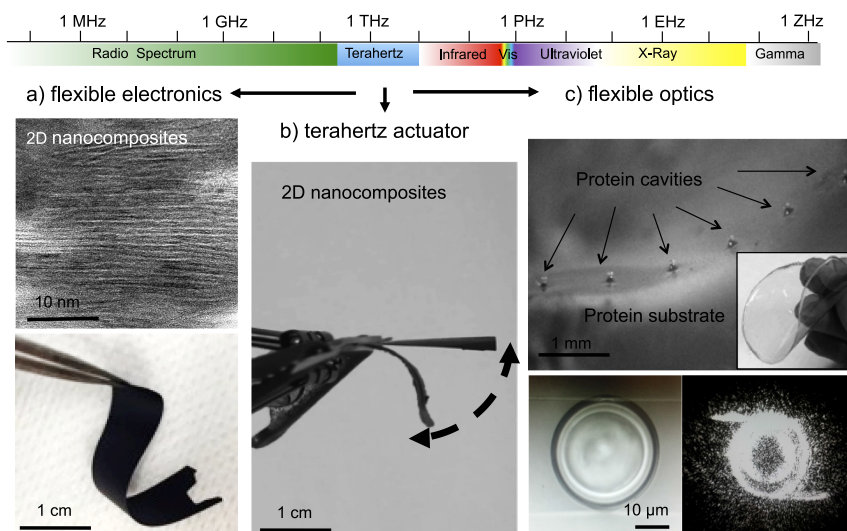 1 MHz 1 GHz 1 THz 1 PHz 1 EHz 1 ZHz
Radio Spectrum Terahertz Infrared Vis Ultraviolet X-Ray Gamma
a) flexible electronics
b) terahertz actuator
c) flexible optics
2D nanocomposites
10 nm
1 cm
2D nanocomposites
1 cm
Protein cavities
Protein substrate
1 mm
10 µm